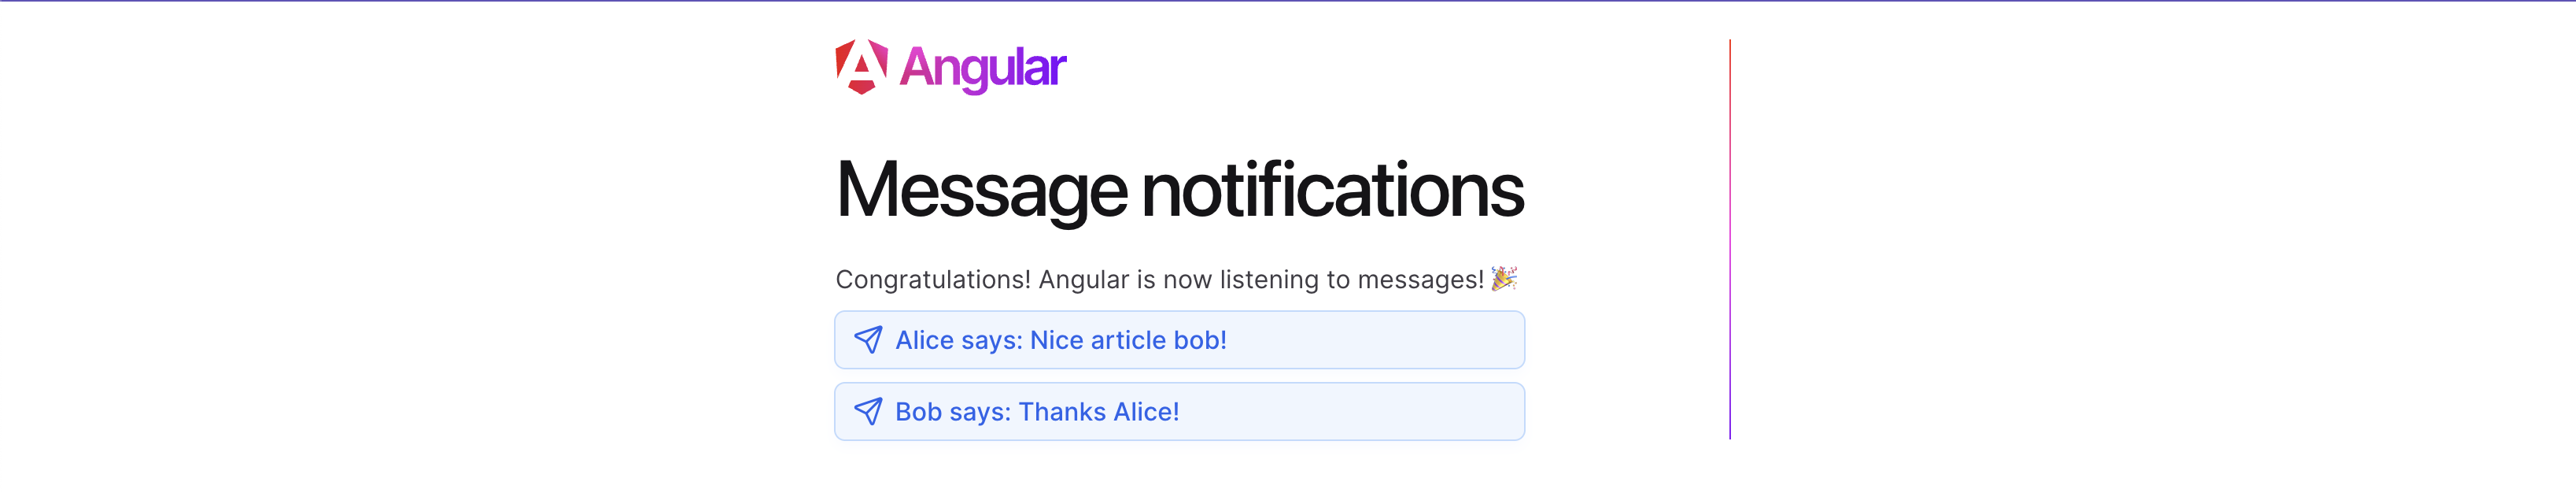 Angular
Message notifications
Congratulations! Angular is now listening to messages! 🎉
Alice says: Nice article bob!
Bob says: Thanks Alice!